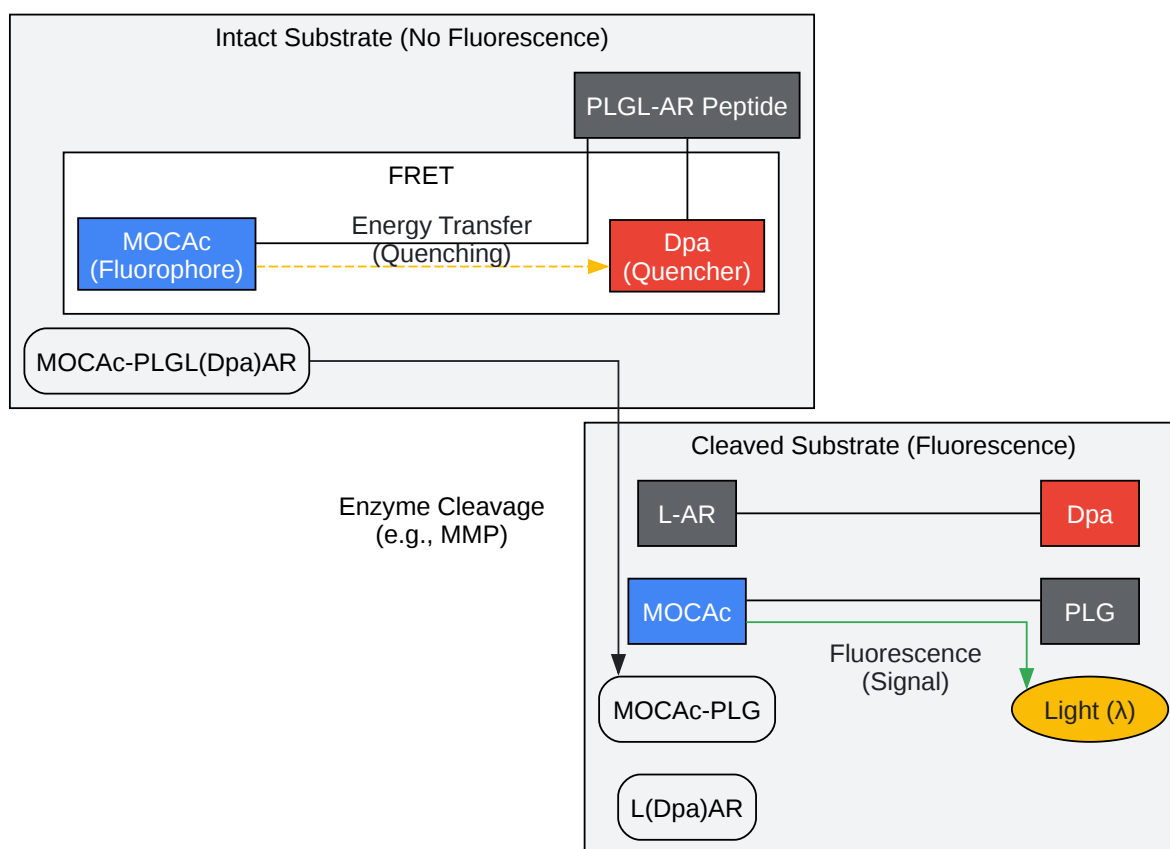 Intact Substrate (No Fluorescence)
PLGL-AR Peptide
FRET
MOCAc
(Fluorophore)
Energy Transfer
(Quenching)
Dpa
(Quencher)
MOCAc-PLGL(Dpa)AR
Enzyme Cleavage
(e.g., MMP)
Cleaved Substrate (Fluorescence)
L-AR
Dpa
MOCAc
PLG
Fluorescence
(Signal)
MOCAc-PLG
Light (λ)
L(Dpa)AR